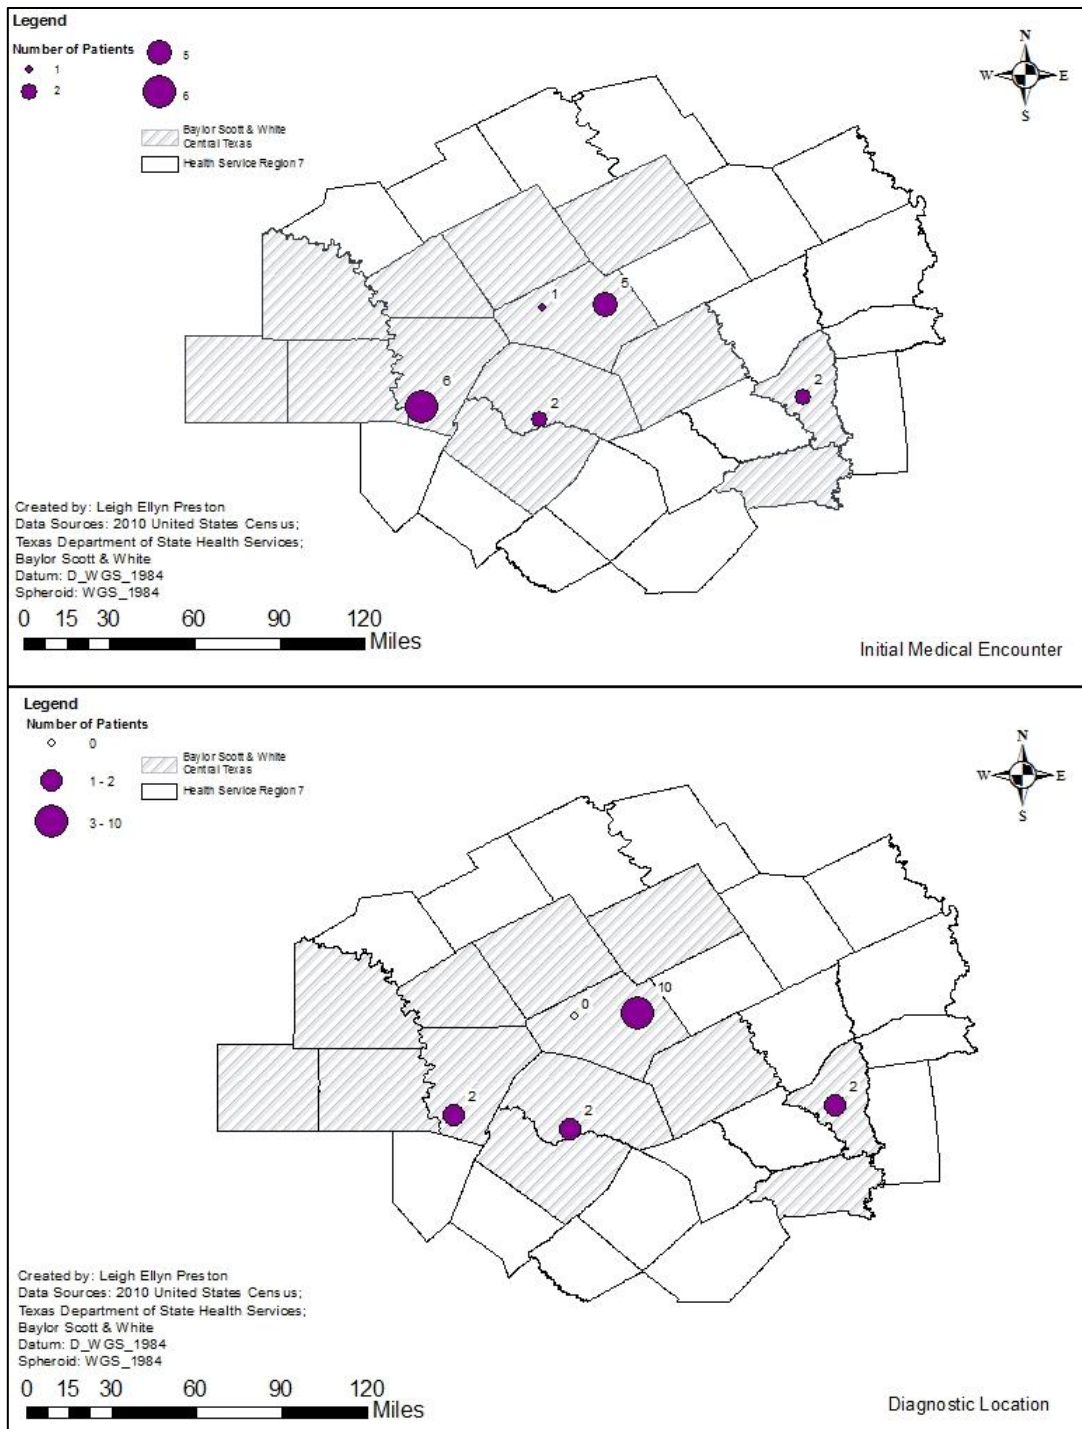 Legend
Number of Patients
1
2
5
6
Baylor Scott & White
Central Texas
Health Service Region 7
N
W E
S
1
5
6
2
2
Created by: Leigh Ellyn Preston
Data Sources: 2010 United States Census;
Texas Department of State Health Services;
Baylor Scott & White
Datum: D_WGS_1984
Spheroid: WGS_1984
0 15 30 60 90 120
Miles
Initial Medical Encounter
Legend
Number of Patients
0
1 - 2
3 - 10
Baylor Scott & White
Central Texas
Health Service Region 7
N
W E
S
0
10
2
2
2
Created by: Leigh Ellyn Preston
Data Sources: 2010 United States Census;
Texas Department of State Health Services;
Baylor Scott & White
Datum: D_WGS_1984
Spheroid: WGS_1984
0 15 30 60 90 120
Miles
Diagnostic Location